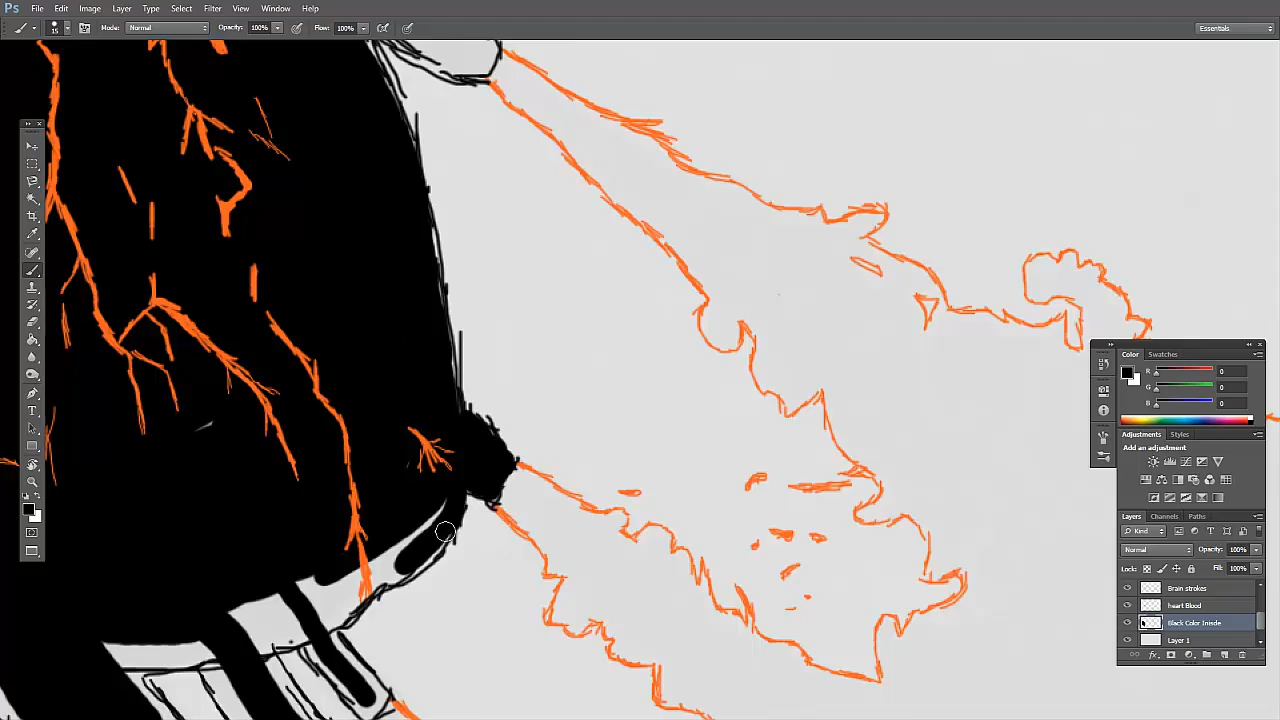 Ps File Edit Image Layer Type Select Filter View Window Help
15 Mode: Normal Opacity: 100% Flow: 100% Essentials
Color Swatches
R 0
G 0
B 0
Adjustments Styles
Add an adjustment
Layers Channels Paths
Kind
Normal Opacity: 100%
Lock: Fill: 100%
Brain strokes
heart Blood
Black Color Inisde
Layer 1